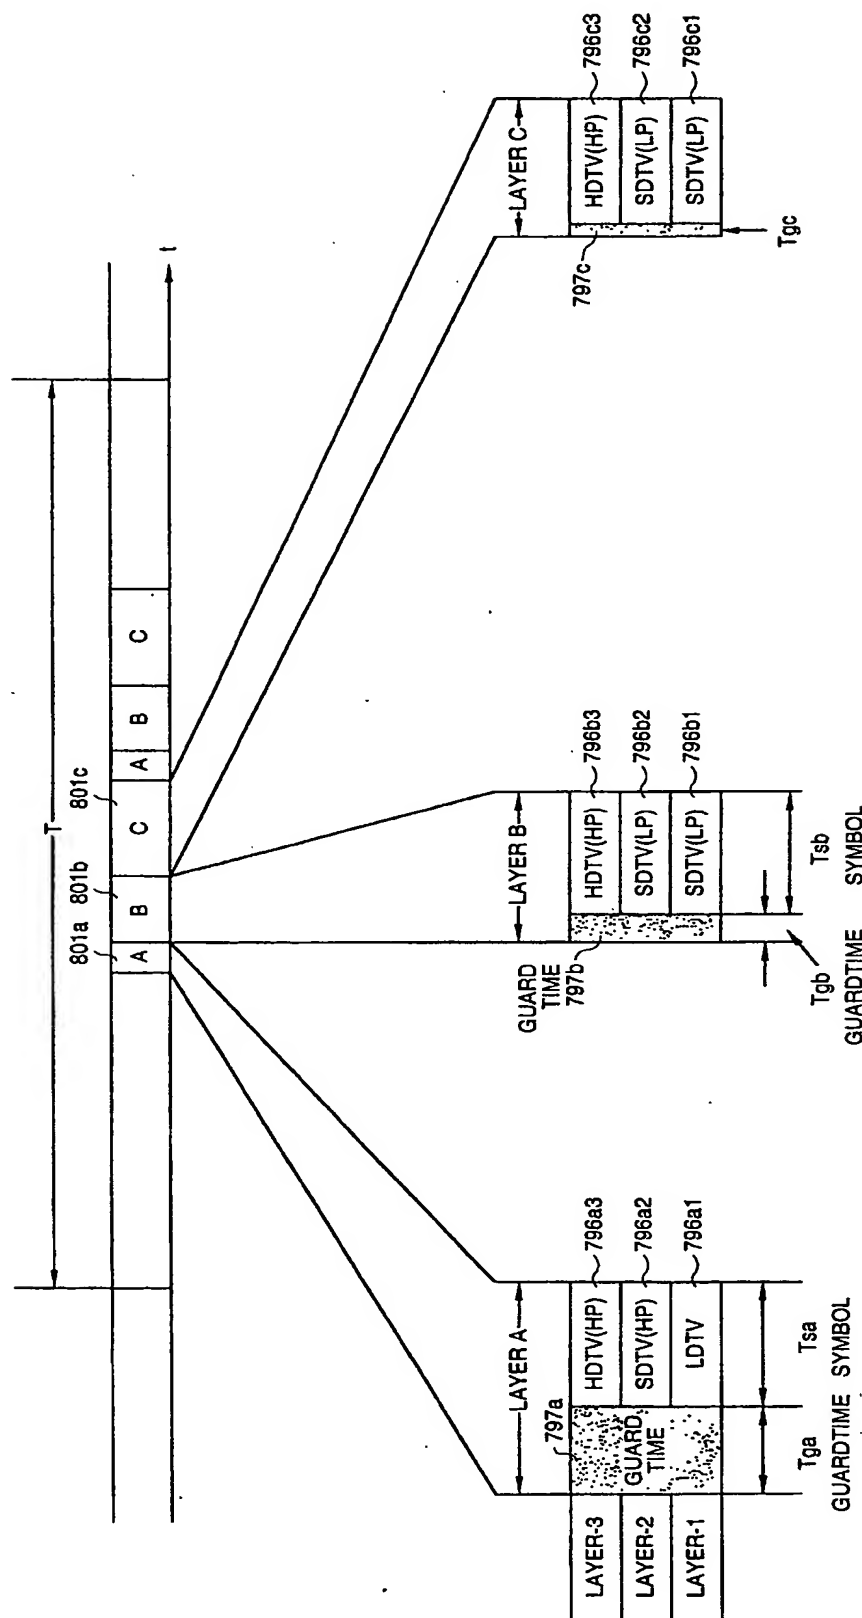 T
t
801a
801b
801c
A
B
C
A
B
C
LAYER A
797a
GUARD
TIME
LAYER-3
LAYER-2
LAYER-1
HDTV(HP)
SDTV(HP)
LDTV
796a3
796a2
796a1
Tga
GUARDTIME
Tsa
SYMBOL
LAYER B
GUARD
TIME
797b
HDTV(HP)
SDTV(LP)
SDTV(LP)
796b3
796b2
796b1
Tgb
GUARDTIME
Tsb
SYMBOL
LAYER C
797c
HDTV(HP)
SDTV(LP)
SDTV(LP)
796c3
796c2
796c1
Tgc